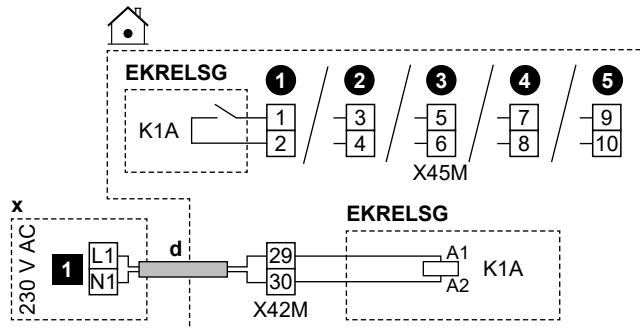 EKRELSG
1 2 3 4 5
K1A
1 3 5 7 9
2 4 6 8 10
X45M
x
EKRELSG
230 V AC
1
L1
N1
d
29
30
X42M
A1
A2
K1A